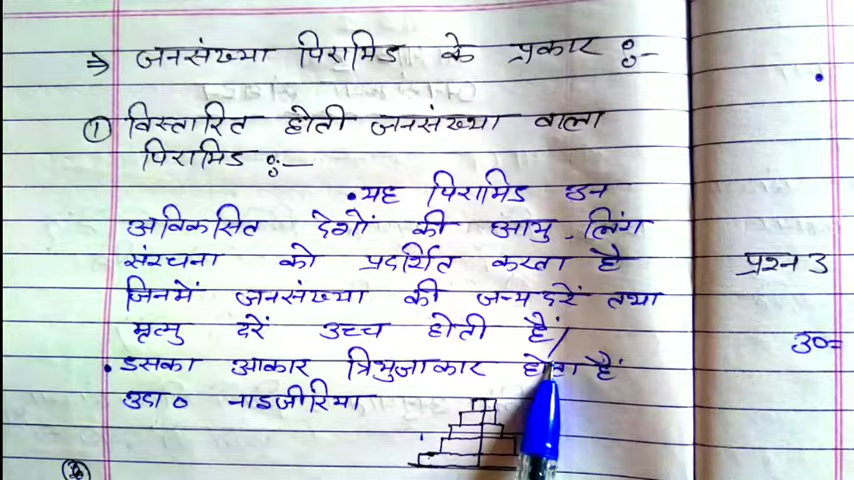 ⇒ जनसंख्या पिरामिड के प्रकार :-
① विस्तारित होती जनसंख्या वाला
पिरामिड :-
•यह पिरामिड उन
अविकसित देशों की आयु - लिंग
संरचना को प्रदर्शित करता है
जिनमें जनसंख्या की जन्म दरें तथा
मृत्यु दरें उच्च होती हैं/
• इसका आकार त्रिभुजाकार होता हैं
उदा० नाइजीरिया
②
प्रश्न 3
उ०=